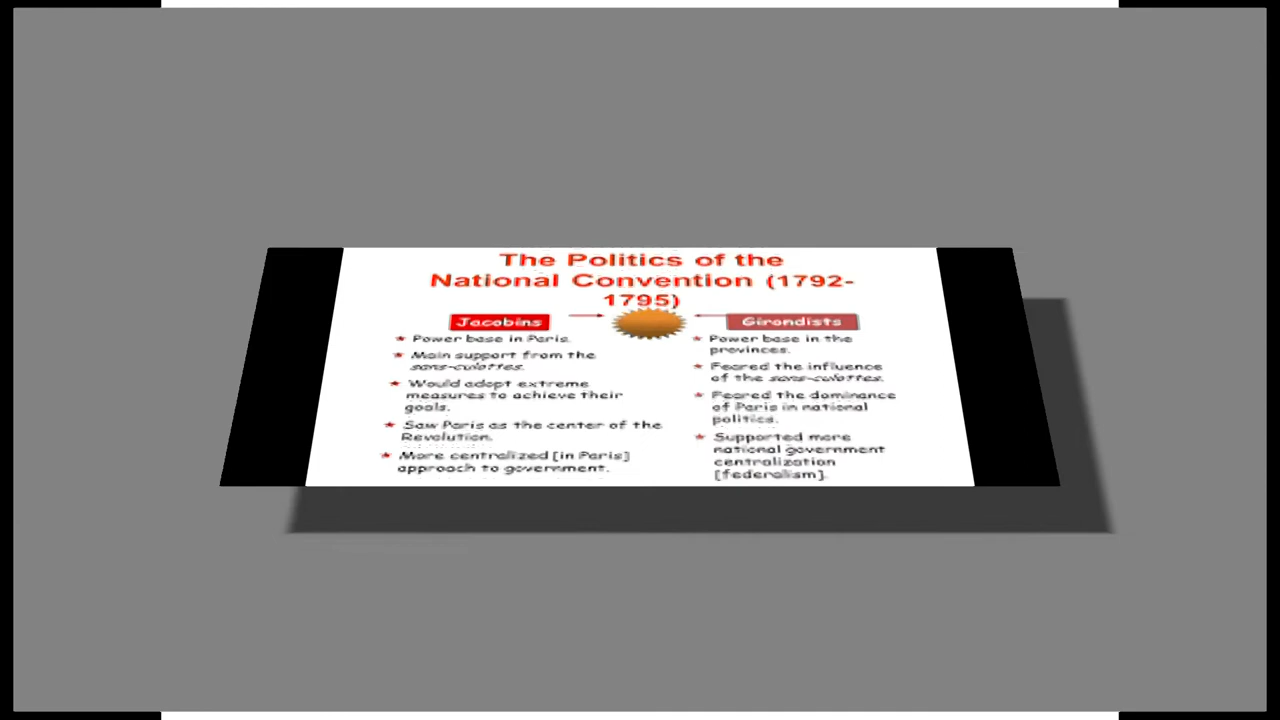 The Politics of the
National Convention (1792-
1795)
Jacobins
Power base in Paris.
Main support from the
sans-culottes.
Would adopt extreme
measures to achieve their
goals.
Saw Paris as the center of the
Revolution.
More centralized [in Paris]
approach to government.
Girondists
Power base in the
provinces.
Feared the influence
of the sans-culottes.
Feared the dominance
of Paris in national
politics.
Supported more
national government
centralization
[federalism].